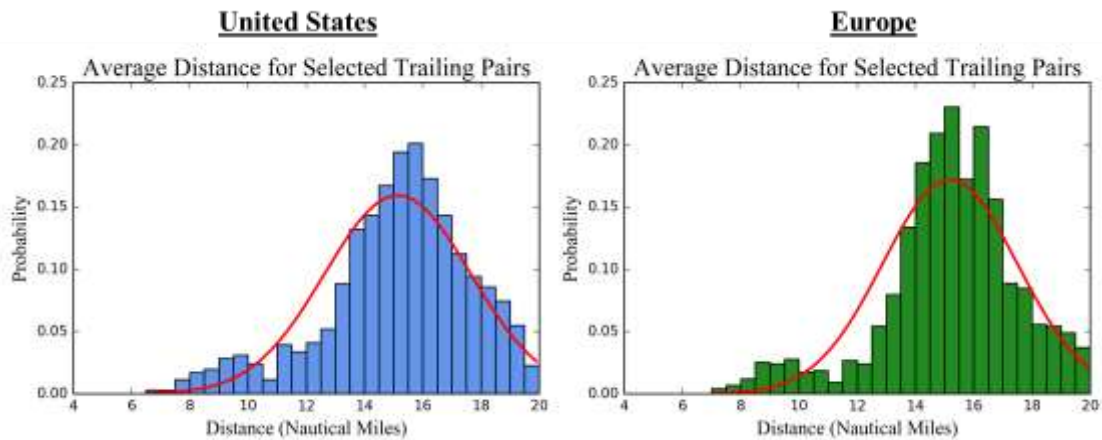 United States
Average Distance for Selected Trailing Pairs
0.25
0.20
0.15
0.10
0.05
0.00
Probability
4 6 8 10 12 14 16 18 20
Distance (Nautical Miles)
Europe
Average Distance for Selected Trailing Pairs
0.25
0.20
0.15
0.10
0.05
0.00
Probability
4 6 8 10 12 14 16 18 20
Distance (Nautical Miles)